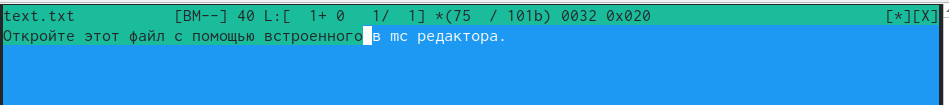 text.txt [BM--] 40 L:[ 1+ 0 1/ 1] *(75 / 101b) 0032 0x020 [*][X]
Откройте этот файл с помощью встроенного в mc редактора.